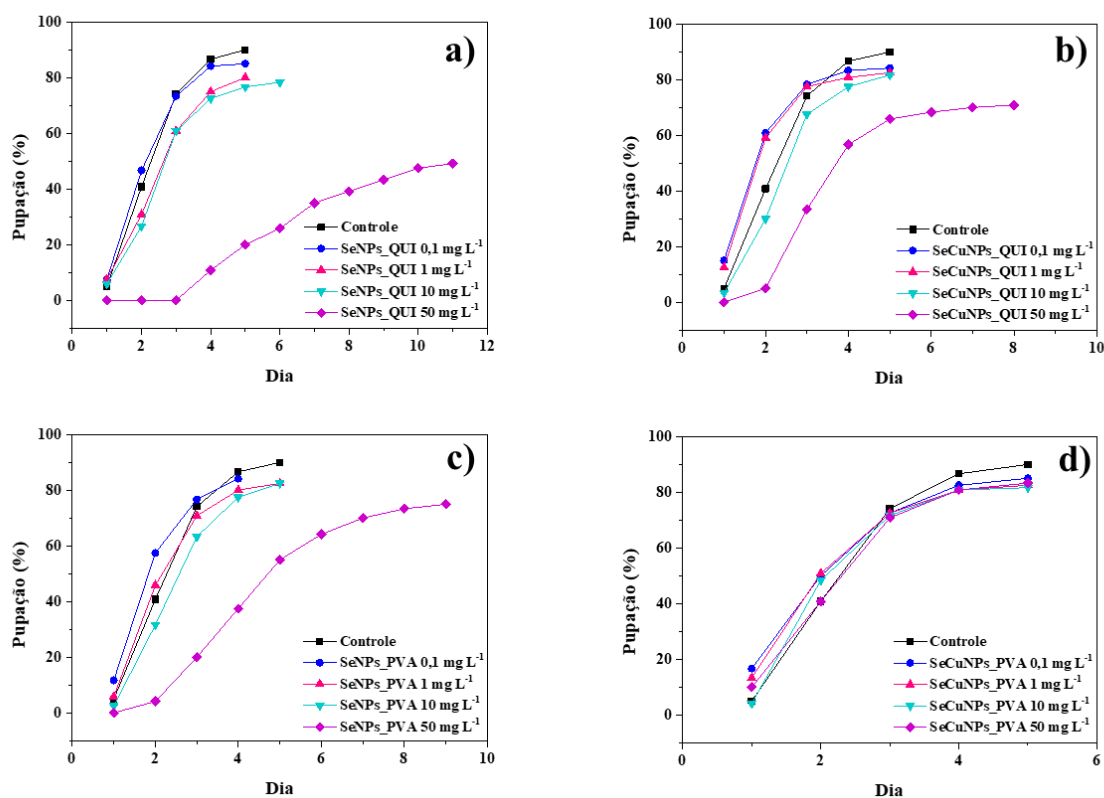 a)
100
80
60
40
20
0
Pupação (%)
Controle
SeNPs_QUI 0,1 mg L⁻¹
SeNPs_QUI 1 mg L⁻¹
SeNPs_QUI 10 mg L⁻¹
SeNPs_QUI 50 mg L⁻¹
0 2 4 6 8 10 12
Dia
b)
100
80
60
40
20
0
Pupação (%)
Controle
SeCuNPs_QUI 0,1 mg L⁻¹
SeCuNPs_QUI 1 mg L⁻¹
SeCuNPs_QUI 10 mg L⁻¹
SeCuNPs_QUI 50 mg L⁻¹
0 2 4 6 8 10
Dia
c)
100
80
60
40
20
0
Pupação (%)
Controle
SeNPs_PVA 0,1 mg L⁻¹
SeNPs_PVA 1 mg L⁻¹
SeNPs_PVA 10 mg L⁻¹
SeNPs_PVA 50 mg L⁻¹
0 2 4 6 8 10
Dia
d)
100
80
60
40
20
0
Pupação (%)
Controle
SeCuNPs_PVA 0,1 mg L⁻¹
SeCuNPs_PVA 1 mg L⁻¹
SeCuNPs_PVA 10 mg L⁻¹
SeCuNPs_PVA 50 mg L⁻¹
0 2 4 6
Dia